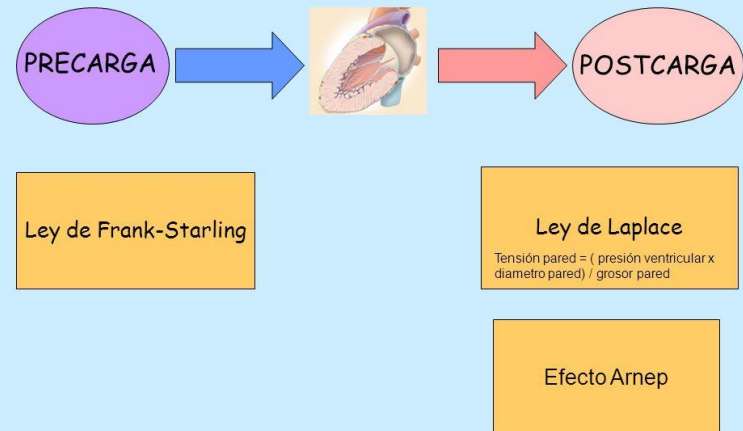 PRECARGA
POSTCARGA
Ley de Frank-Starling
Ley de Laplace
Tensión pared = ( presión ventricular x
diametro pared) / grosor pared
Efecto Arnep